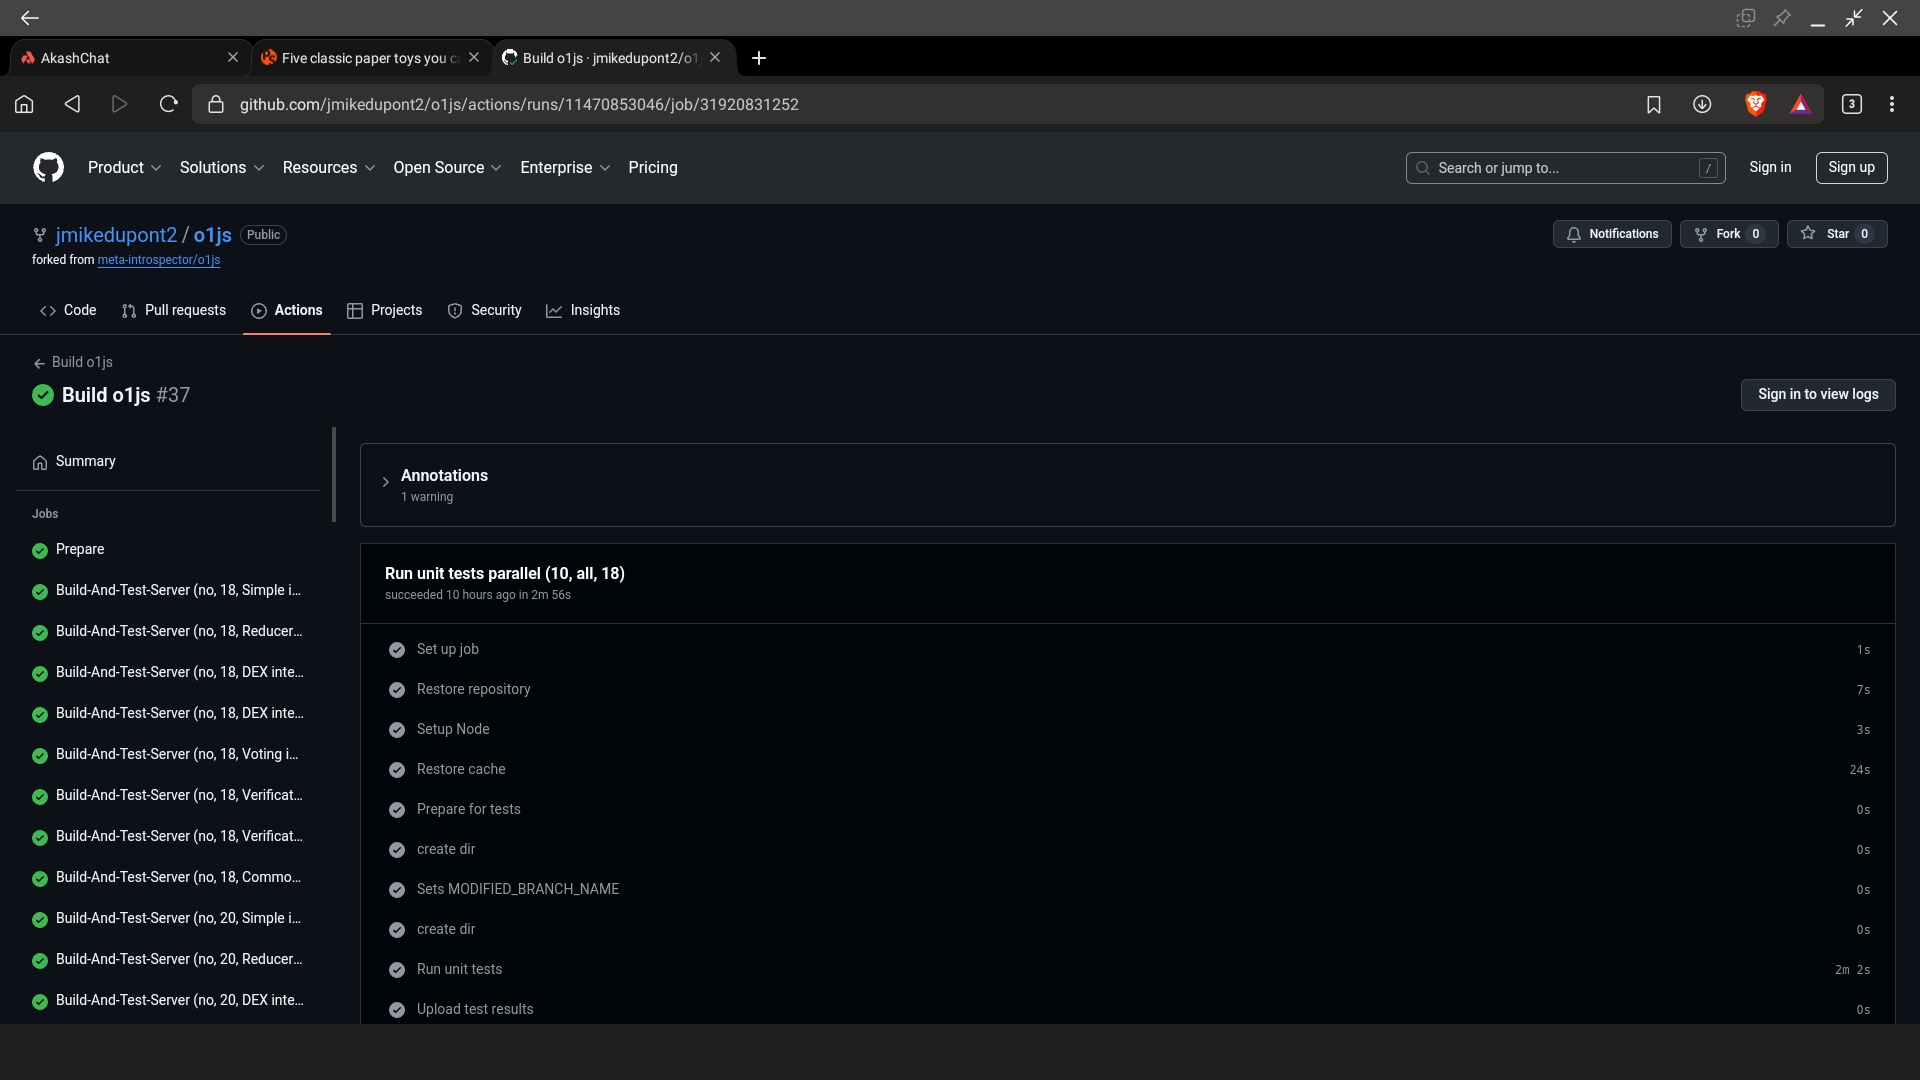 AkashChat
Five classic paper toys you c
Build o1js · jmikedupont2/o1
github.com/jmikedupont2/o1js/actions/runs/11470853046/job/31920831252
3
Product
Solutions
Resources
Open Source
Enterprise
Pricing
Search or jump to...
/
Sign in
Sign up
jmikedupont2 / o1js
Public
Notifications
Fork 0
Star 0
forked from meta-introspector/o1js
Code
Pull requests
Actions
Projects
Security
Insights
Build o1js
Build o1js #37
Sign in to view logs
Summary
Jobs
Prepare
Build-And-Test-Server (no, 18, Simple i...
Build-And-Test-Server (no, 18, Reducer...
Build-And-Test-Server (no, 18, DEX inte...
Build-And-Test-Server (no, 18, DEX inte...
Build-And-Test-Server (no, 18, Voting i...
Build-And-Test-Server (no, 18, Verificat...
Build-And-Test-Server (no, 18, Verificat...
Build-And-Test-Server (no, 18, Commo...
Build-And-Test-Server (no, 20, Simple i...
Build-And-Test-Server (no, 20, Reducer...
Build-And-Test-Server (no, 20, DEX inte...
Annotations
1 warning
Run unit tests parallel (10, all, 18)
succeeded 10 hours ago in 2m 56s
Set up job 1s
Restore repository 7s
Setup Node 3s
Restore cache 24s
Prepare for tests 0s
create dir 0s
Sets MODIFIED_BRANCH_NAME 0s
create dir 0s
Run unit tests 2m 2s
Upload test results 0s